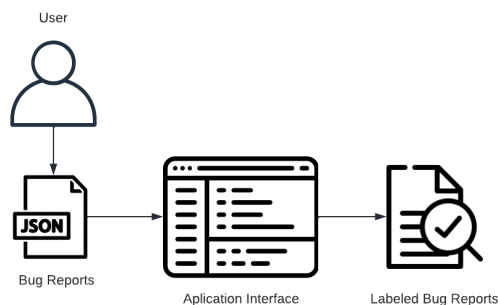 User
JSON
Bug Reports
Aplication Interface
Labeled Bug Reports